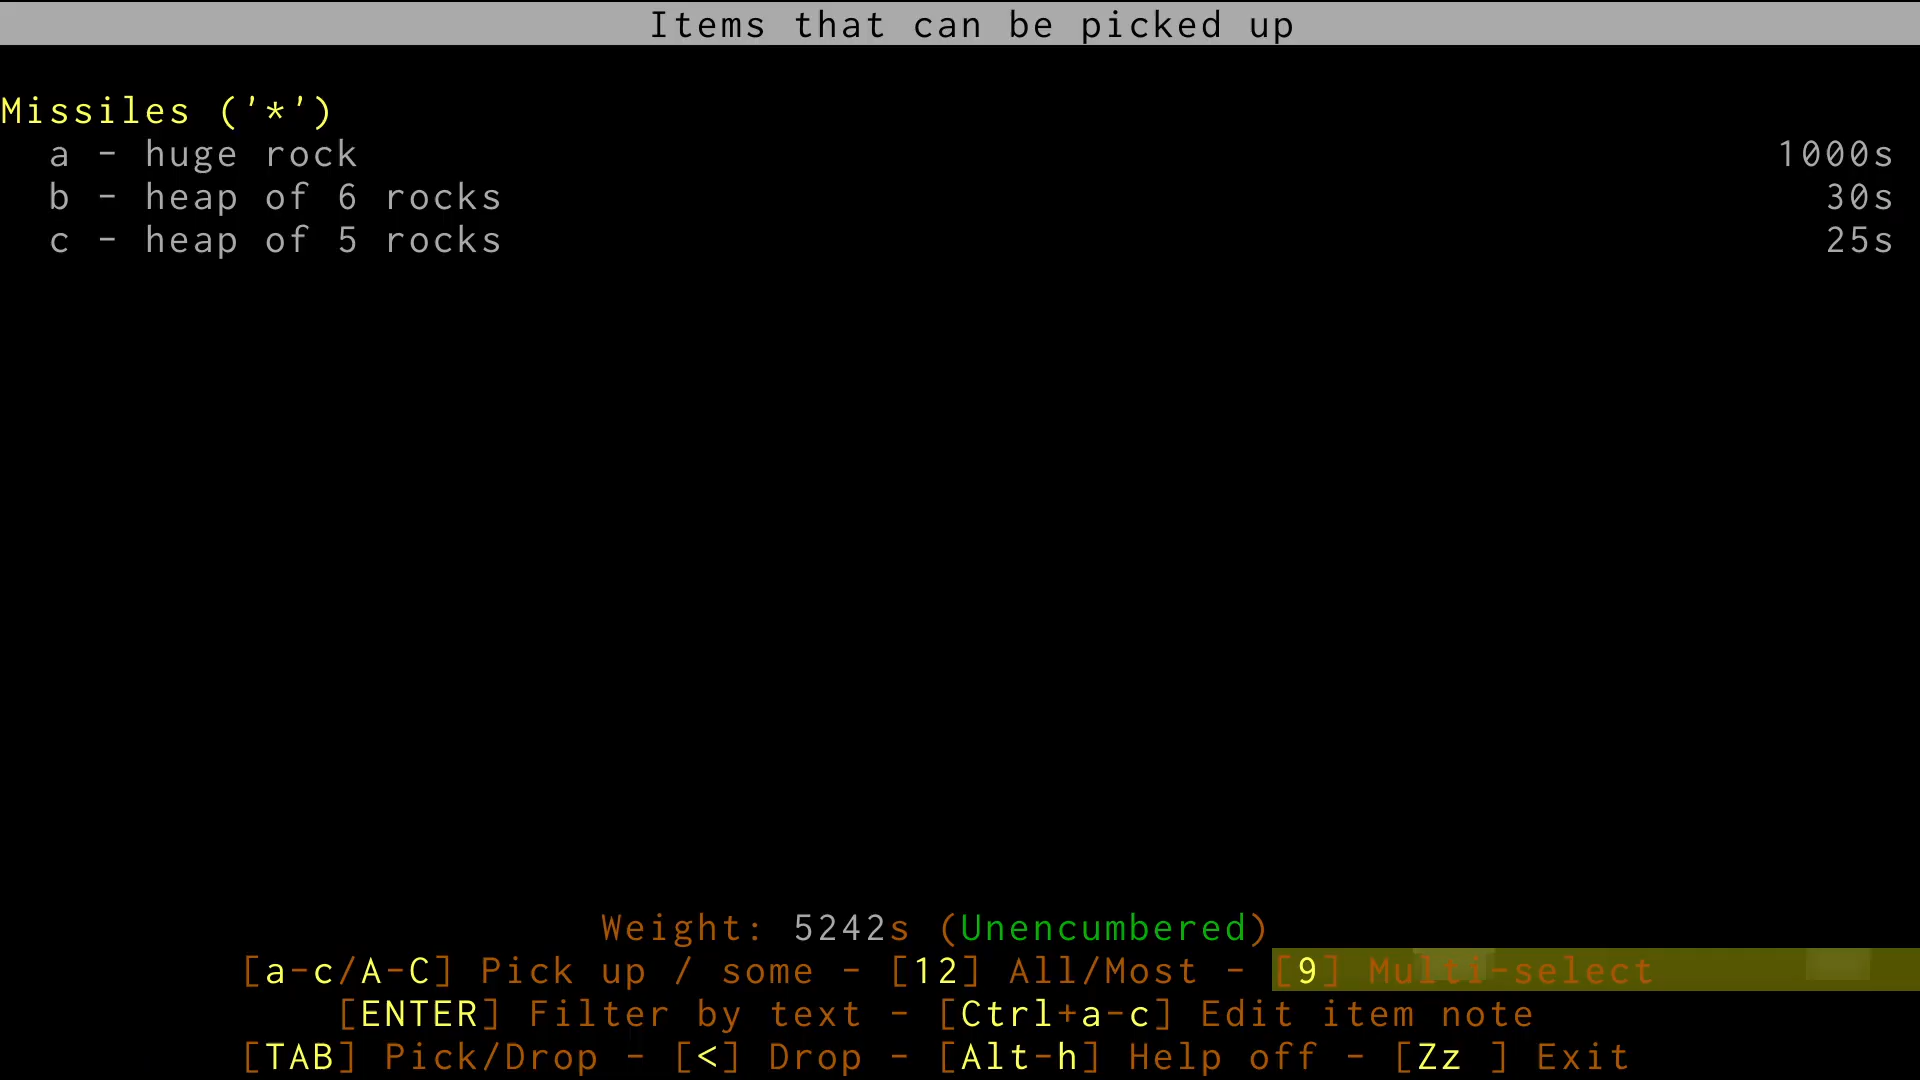 Items that can be picked up
Missiles ('*')
a - huge rock 1000s
b - heap of 6 rocks 30s
c - heap of 5 rocks 25s
Weight: 5242s (Unencumbered)
[a-c/A-C] Pick up / some - [12] All/Most - [9] Multi-select
[ENTER] Filter by text - [Ctrl+a-c] Edit item note
[TAB] Pick/Drop - [<] Drop - [Alt-h] Help off - [Zz ] Exit